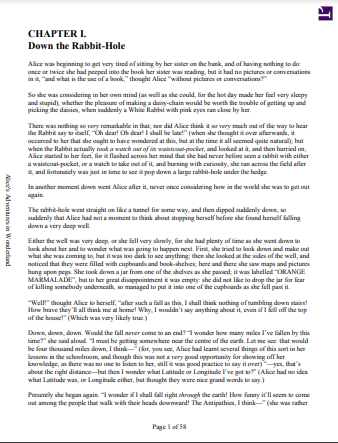 CHAPTER I.
Down the Rabbit-Hole
Alice was beginning to get very tired of sitting by her sister on the bank, and of having nothing to do:
once or twice she had peeped into the book her sister was reading, but it had no pictures or conversations
in it, “and what is the use of a book,” thought Alice “without pictures or conversations?”
So she was considering in her own mind (as well as she could, for the hot day made her feel very sleepy
and stupid), whether the pleasure of making a daisy-chain would be worth the trouble of getting up and
picking the daisies, when suddenly a White Rabbit with pink eyes ran close by her.
There was nothing so very remarkable in that; nor did Alice think it so very much out of the way to hear
the Rabbit say to itself, “Oh dear! Oh dear! I shall be late!” (when she thought it over afterwards, it
occurred to her that she ought to have wondered at this, but at the time it all seemed quite natural); but
when the Rabbit actually took a watch out of its waistcoat-pocket, and looked at it, and then hurried on,
Alice started to her feet, for it flashed across her mind that she had never before seen a rabbit with either
a waistcoat-pocket, or a watch to take out of it, and burning with curiosity, she ran across the field after
it, and fortunately was just in time to see it pop down a large rabbit-hole under the hedge.
In another moment down went Alice after it, never once considering how in the world she was to get out
again.
The rabbit-hole went straight on like a tunnel for some way, and then dipped suddenly down, so
suddenly that Alice had not a moment to think about stopping herself before she found herself falling
down a very deep well.
Either the well was very deep, or she fell very slowly, for she had plenty of time as she went down to
look about her and to wonder what was going to happen next. First, she tried to look down and make out
what she was coming to, but it was too dark to see anything; then she looked at the sides of the well, and
noticed that they were filled with cupboards and book-shelves; here and there she saw maps and pictures
hung upon pegs. She took down a jar from one of the shelves as she passed; it was labelled “ORANGE
MARMALADE”, but to her great disappointment it was empty: she did not like to drop the jar for fear
of killing somebody underneath, so managed to put it into one of the cupboards as she fell past it.
“Well!” thought Alice to herself, “after such a fall as this, I shall think nothing of tumbling down stairs!
How brave they’ll all think me at home! Why, I wouldn’t say anything about it, even if I fell off the top
of the house!” (Which was very likely true.)
Down, down, down. Would the fall never come to an end? “I wonder how many miles I’ve fallen by this
time?” she said aloud. “I must be getting somewhere near the centre of the earth. Let me see: that would
be four thousand miles down, I think—” (for, you see, Alice had learnt several things of this sort in her
lessons in the schoolroom, and though this was not a very good opportunity for showing off her
knowledge, as there was no one to listen to her, still it was good practice to say it over) “—yes, that’s
about the right distance—but then I wonder what Latitude or Longitude I’ve got to?” (Alice had no idea
what Latitude was, or Longitude either, but thought they were nice grand words to say.)
Presently she began again. “I wonder if I shall fall right through the earth! How funny it’ll seem to come
out among the people that walk with their heads downward! The Antipathies, I think—” (she was rather
Page 1 of 58
Alice's Adventures in Wonderland